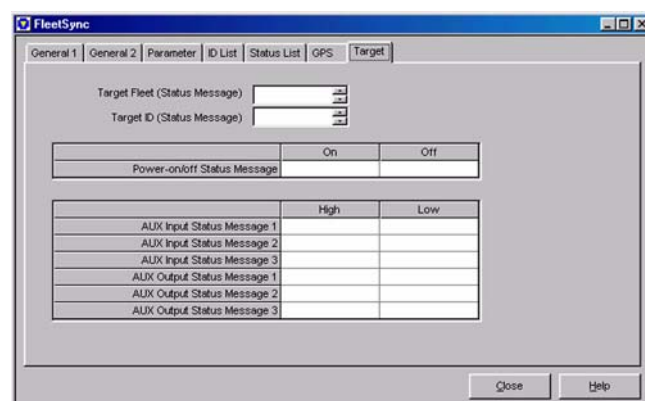 FleetSync
General 1 General 2 Parameter ID List Status List GPS Target
Target Fleet (Status Message)
Target ID (Status Message)
On Off
Power-on/off Status Message
High Low
AUX Input Status Message 1
AUX Input Status Message 2
AUX Input Status Message 3
AUX Output Status Message 1
AUX Output Status Message 2
AUX Output Status Message 3
Close Help